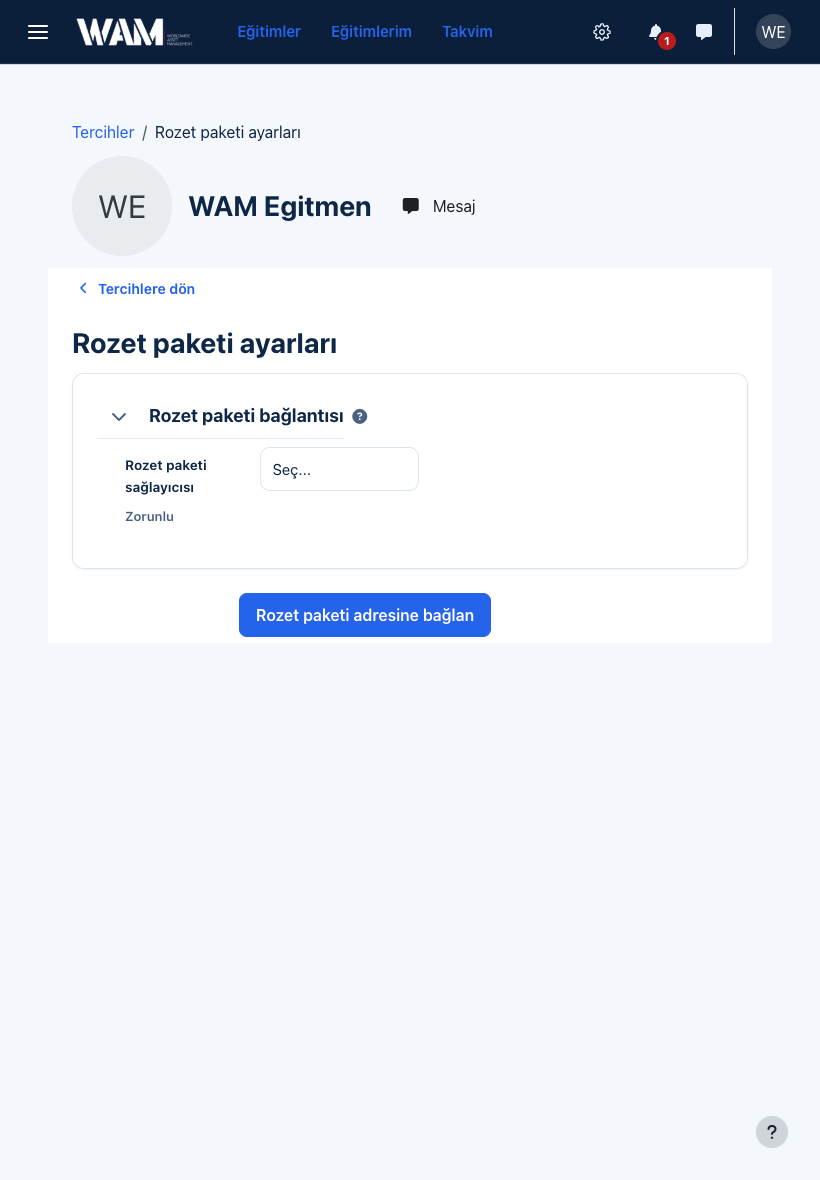 WAM
Eğitimler
Eğitimlerim
Takvim
1
WE
Tercihler / Rozet paketi ayarları
WE
WAM Egitmen
Mesaj
Tercihlere dön
Rozet paketi ayarları
Rozet paketi bağlantısı ?
Rozet paketi
sağlayıcısı
Seç...
Zorunlu
Rozet paketi adresine bağlan
?